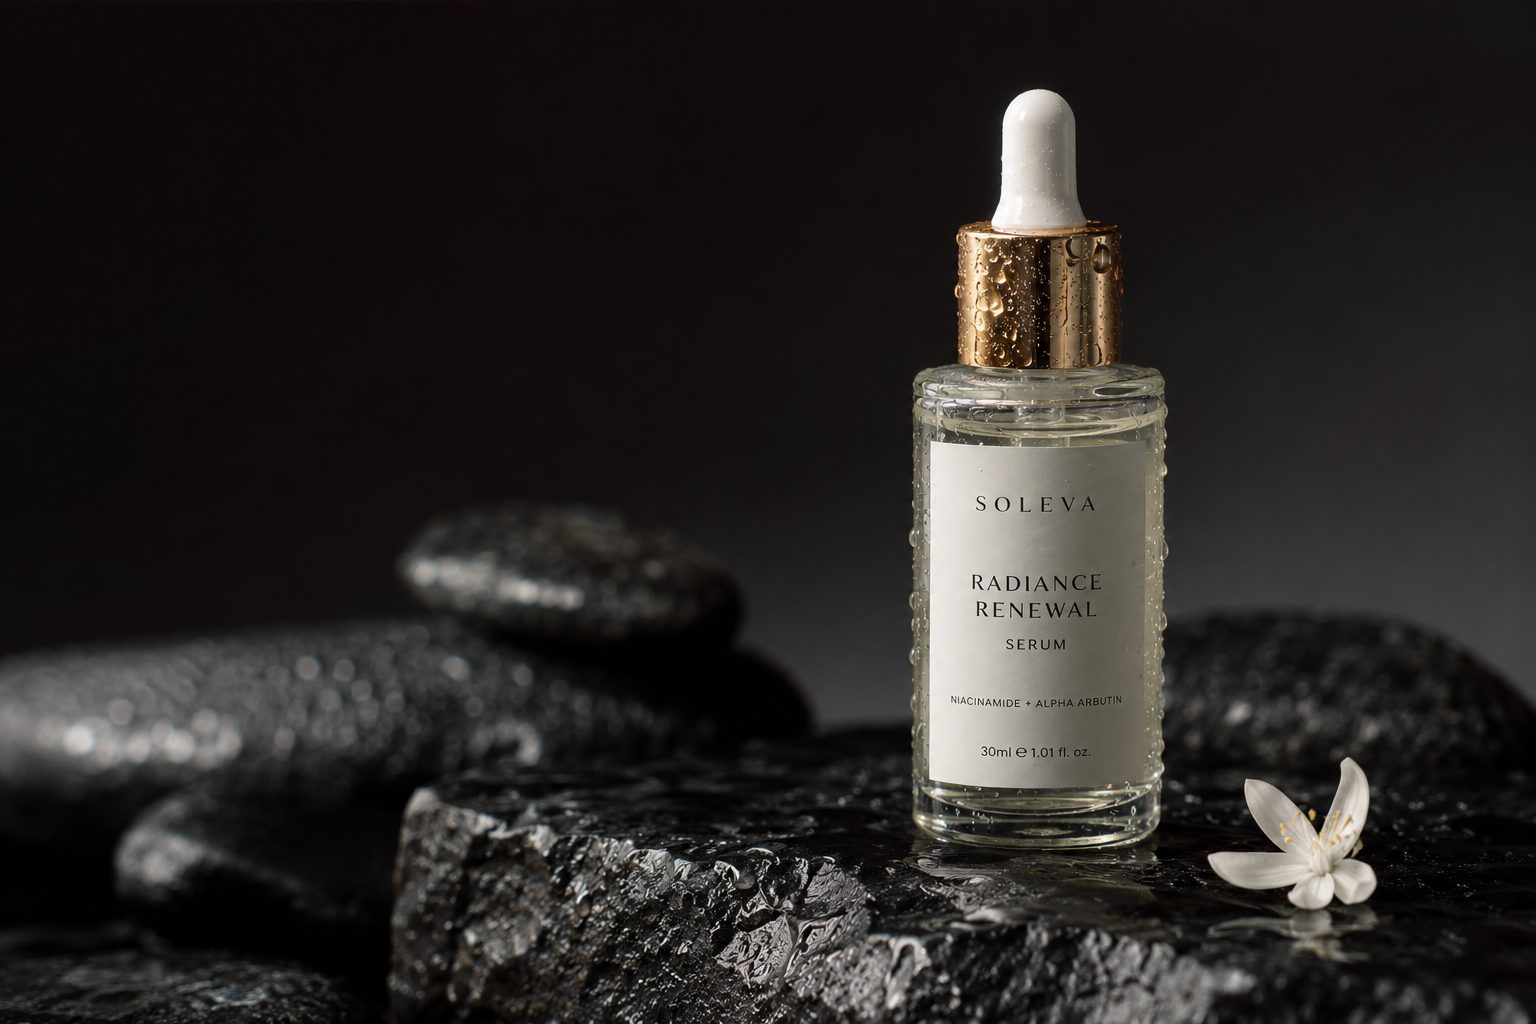 SOLEVA
RADIANCE
RENEWAL
SERUM
NIACINAMIDE + ALPHA ARBUTIN
30ml ℮ 1.01 fl. oz.